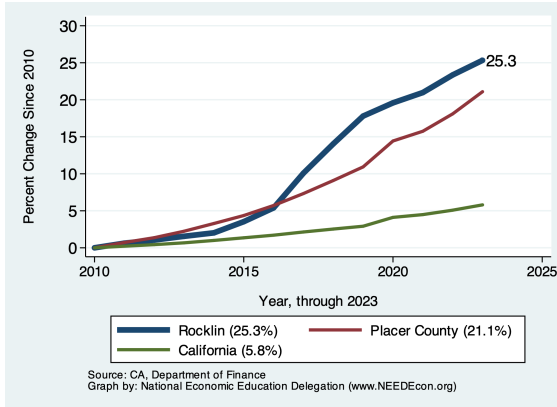 Percent Change Since 2010
30
25
20
15
10
5
0
25.3
2010
2015
2020
2025
Year, through 2023
Rocklin (25.3%)
Placer County (21.1%)
California (5.8%)
Source: CA, Department of Finance
Graph by: National Economic Education Delegation (www.NEEDEcon.org)